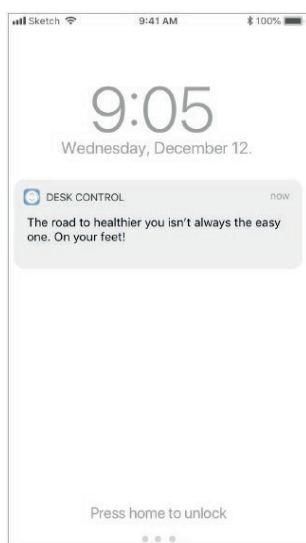 Sketch 9:41 AM 100%
9:05
Wednesday, December 12.
DESK CONTROL now
The road to healthier you isn't always the easy
one. On your feet!
Press home to unlock